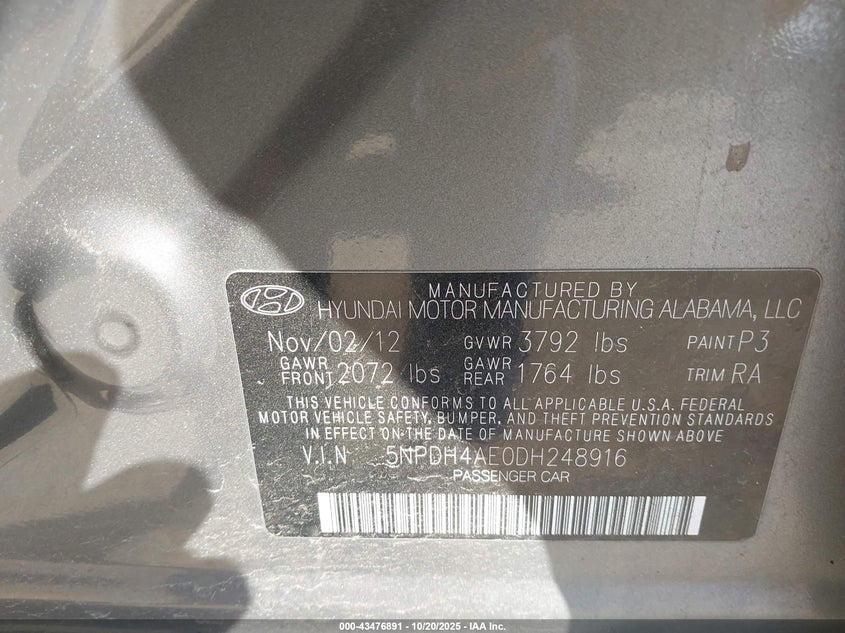 MANUFACTURED BY
HYUNDAI MOTOR MANUFACTURING ALABAMA, LLC
Nov/02/12 GVWR 3792 lbs PAINT P3
GAWR FRONT 2072 lbs GAWR REAR 1764 lbs TRIM RA
THIS VEHICLE CONFORMS TO ALL APPLICABLE U.S.A. FEDERAL
MOTOR VEHICLE SAFETY, BUMPER, AND THEFT PREVENTION STANDARDS
IN EFFECT ON THE DATE OF MANUFACTURE SHOWN ABOVE
V.I.N 5NPDH4AE0DH248916
PASSENGER CAR
000-43476891 - 10/20/2025 - IAA Inc.